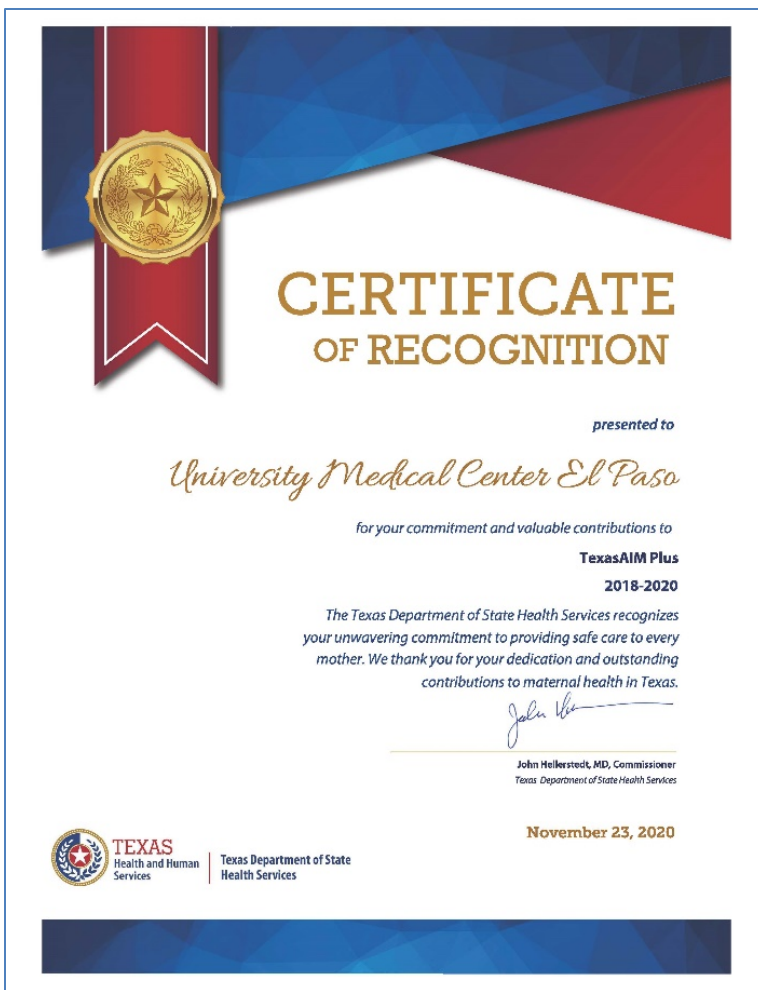 CERTIFICATE
OF RECOGNITION
presented to
University Medical Center El Paso
for your commitment and valuable contributions to
TexasAIM Plus
2018-2020
The Texas Department of State Health Services recognizes
your unwavering commitment to providing safe care to every
mother. We thank you for your dedication and outstanding
contributions to maternal health in Texas.
John Hellerstedt, MD, Commissioner
Texas Department of State Health Services
November 23, 2020
TEXAS
Health and Human
Services
Texas Department of State
Health Services